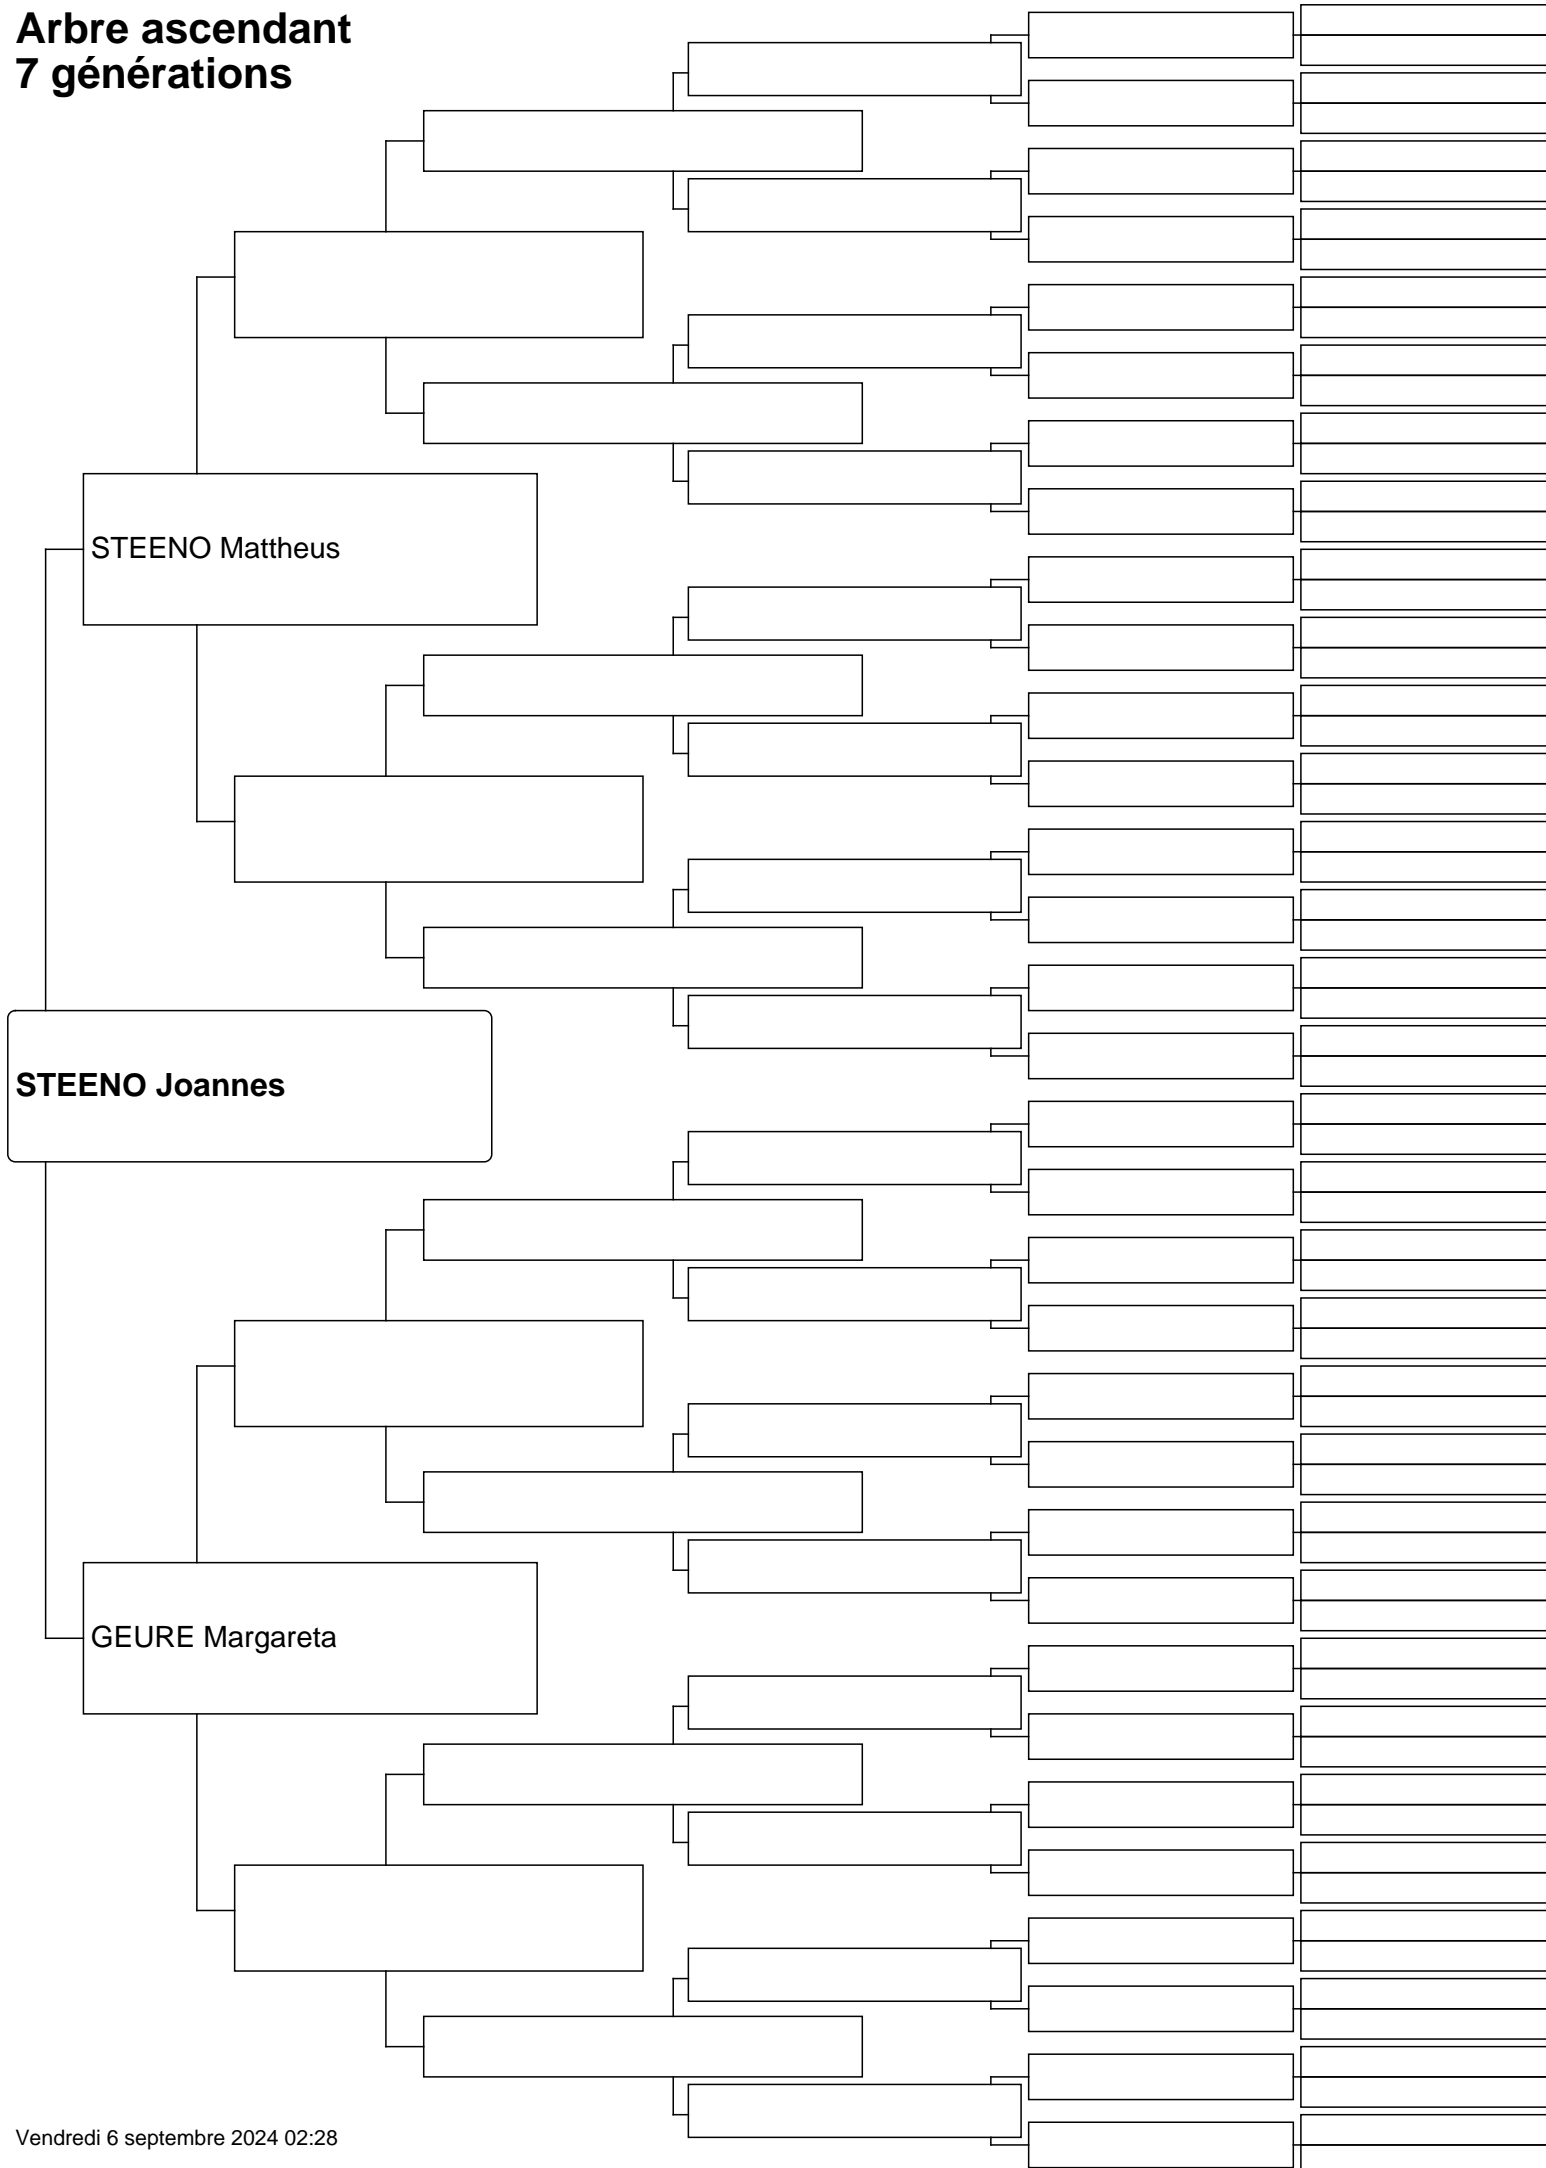 Arbre ascendant
7 générations
STEENO Mattheus
STEENO Joannes
GEURE Margareta
Vendredi 6 septembre 2024 02:28